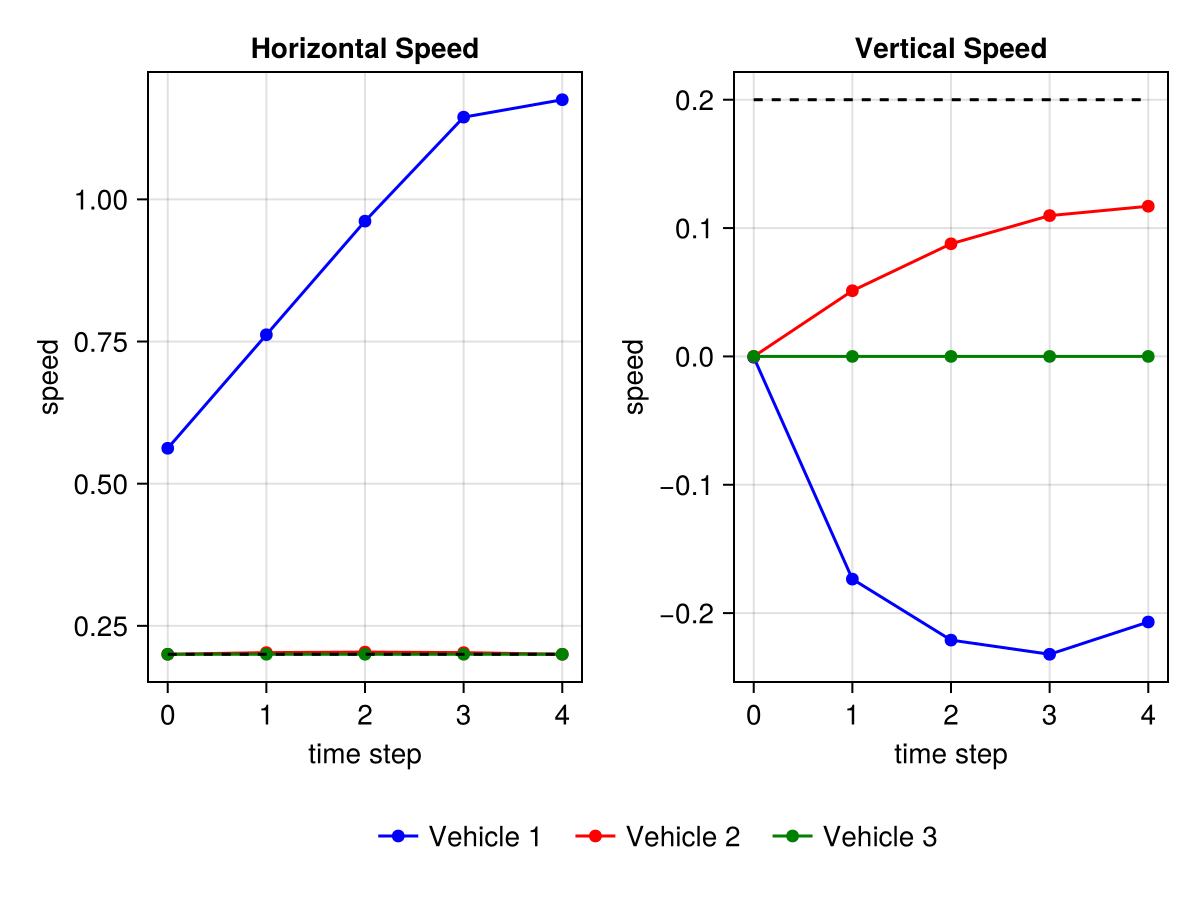 Horizontal Speed
speed
1.00
0.75
0.50
0.25
0 1 2 3 4
time step
Vertical Speed
speed
0.2
0.1
0.0
−0.1
−0.2
0 1 2 3 4
time step
Vehicle 1 Vehicle 2 Vehicle 3